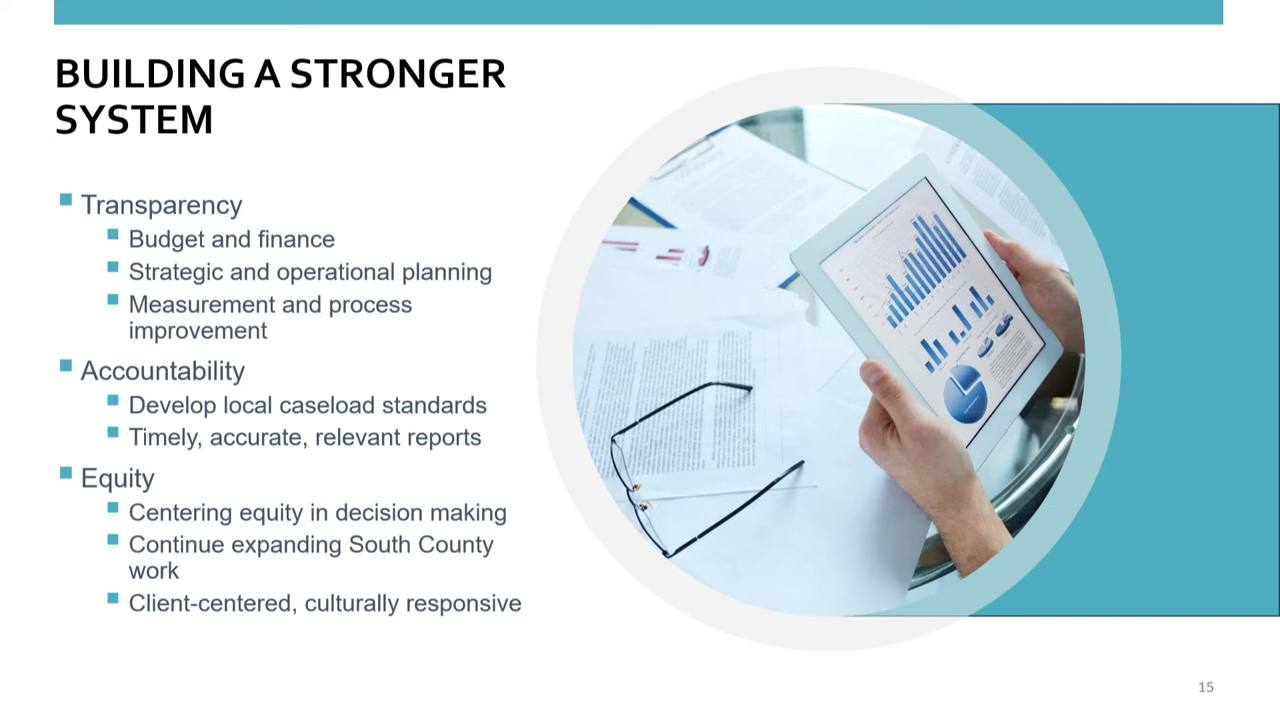 BUILDING A STRONGER
SYSTEM
Transparency
Budget and finance
Strategic and operational planning
Measurement and process
improvement
Accountability
Develop local caseload standards
Timely, accurate, relevant reports
Equity
Centering equity in decision making
Continue expanding South County
work
Client-centered, culturally responsive
15